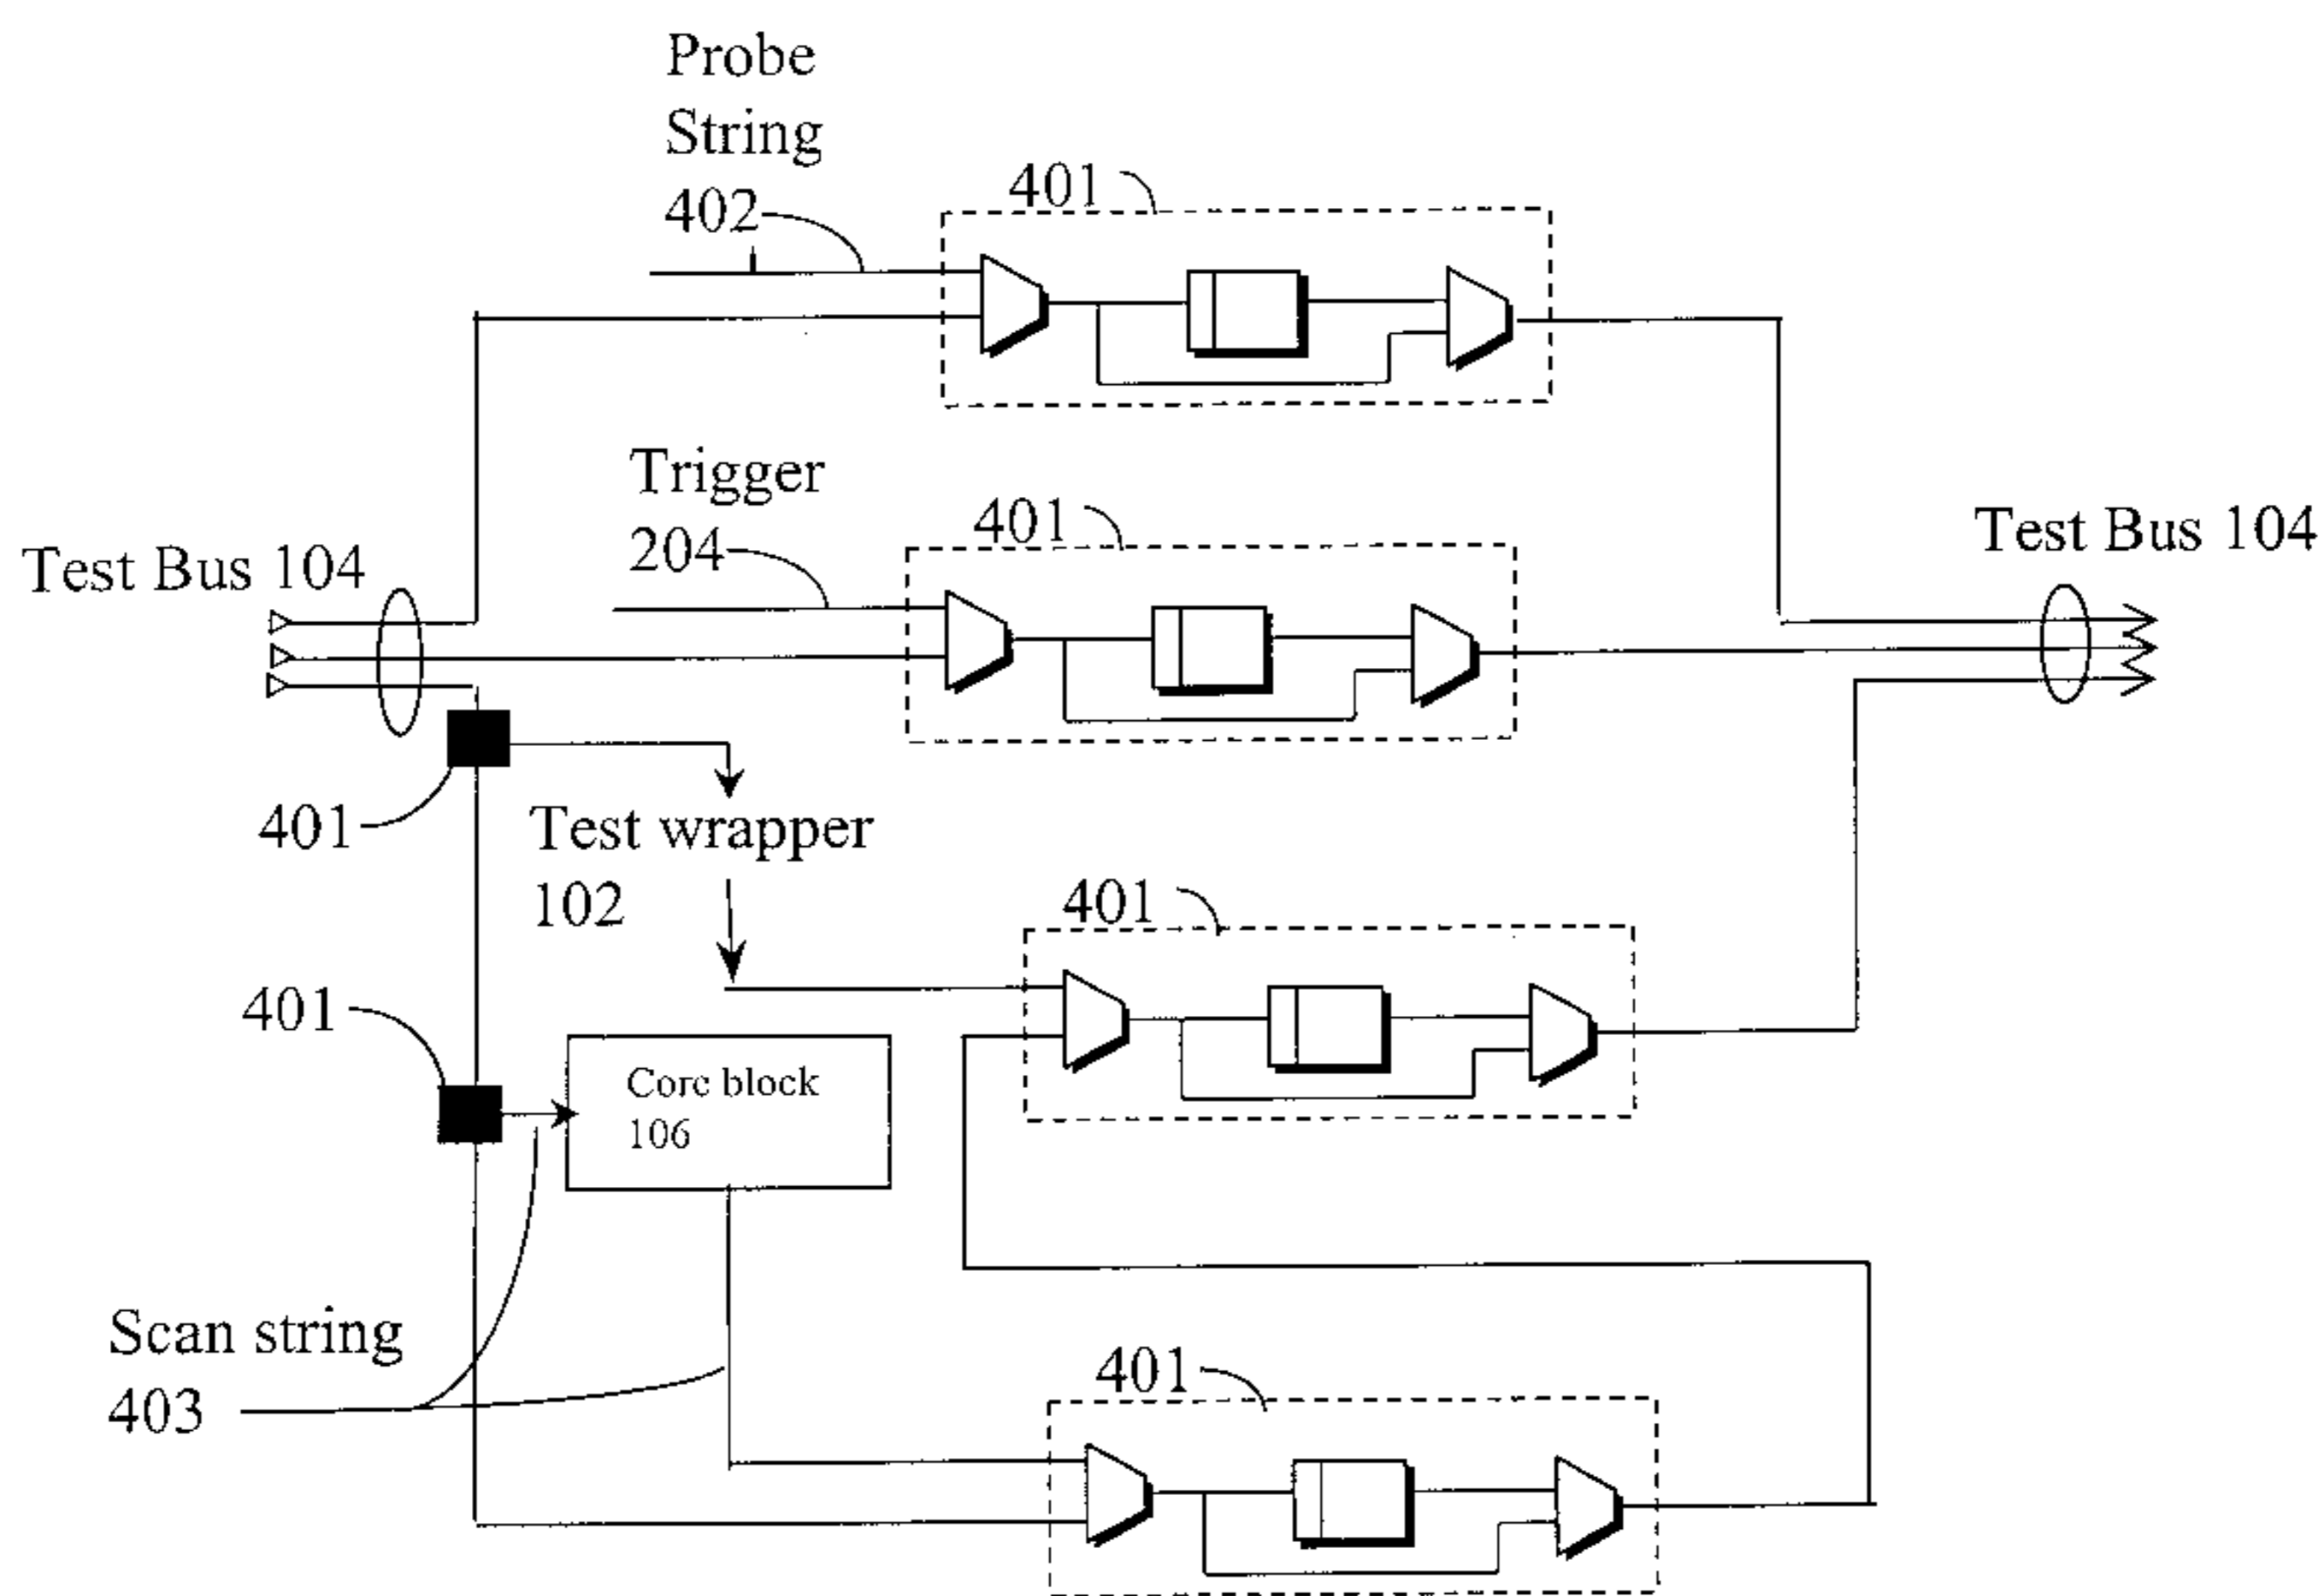 Probe
String
402
401
Trigger
204
401
Test Bus 104
Test Bus 104
401
Test wrapper
102
401
401
Core block
106
Scan string
403
401